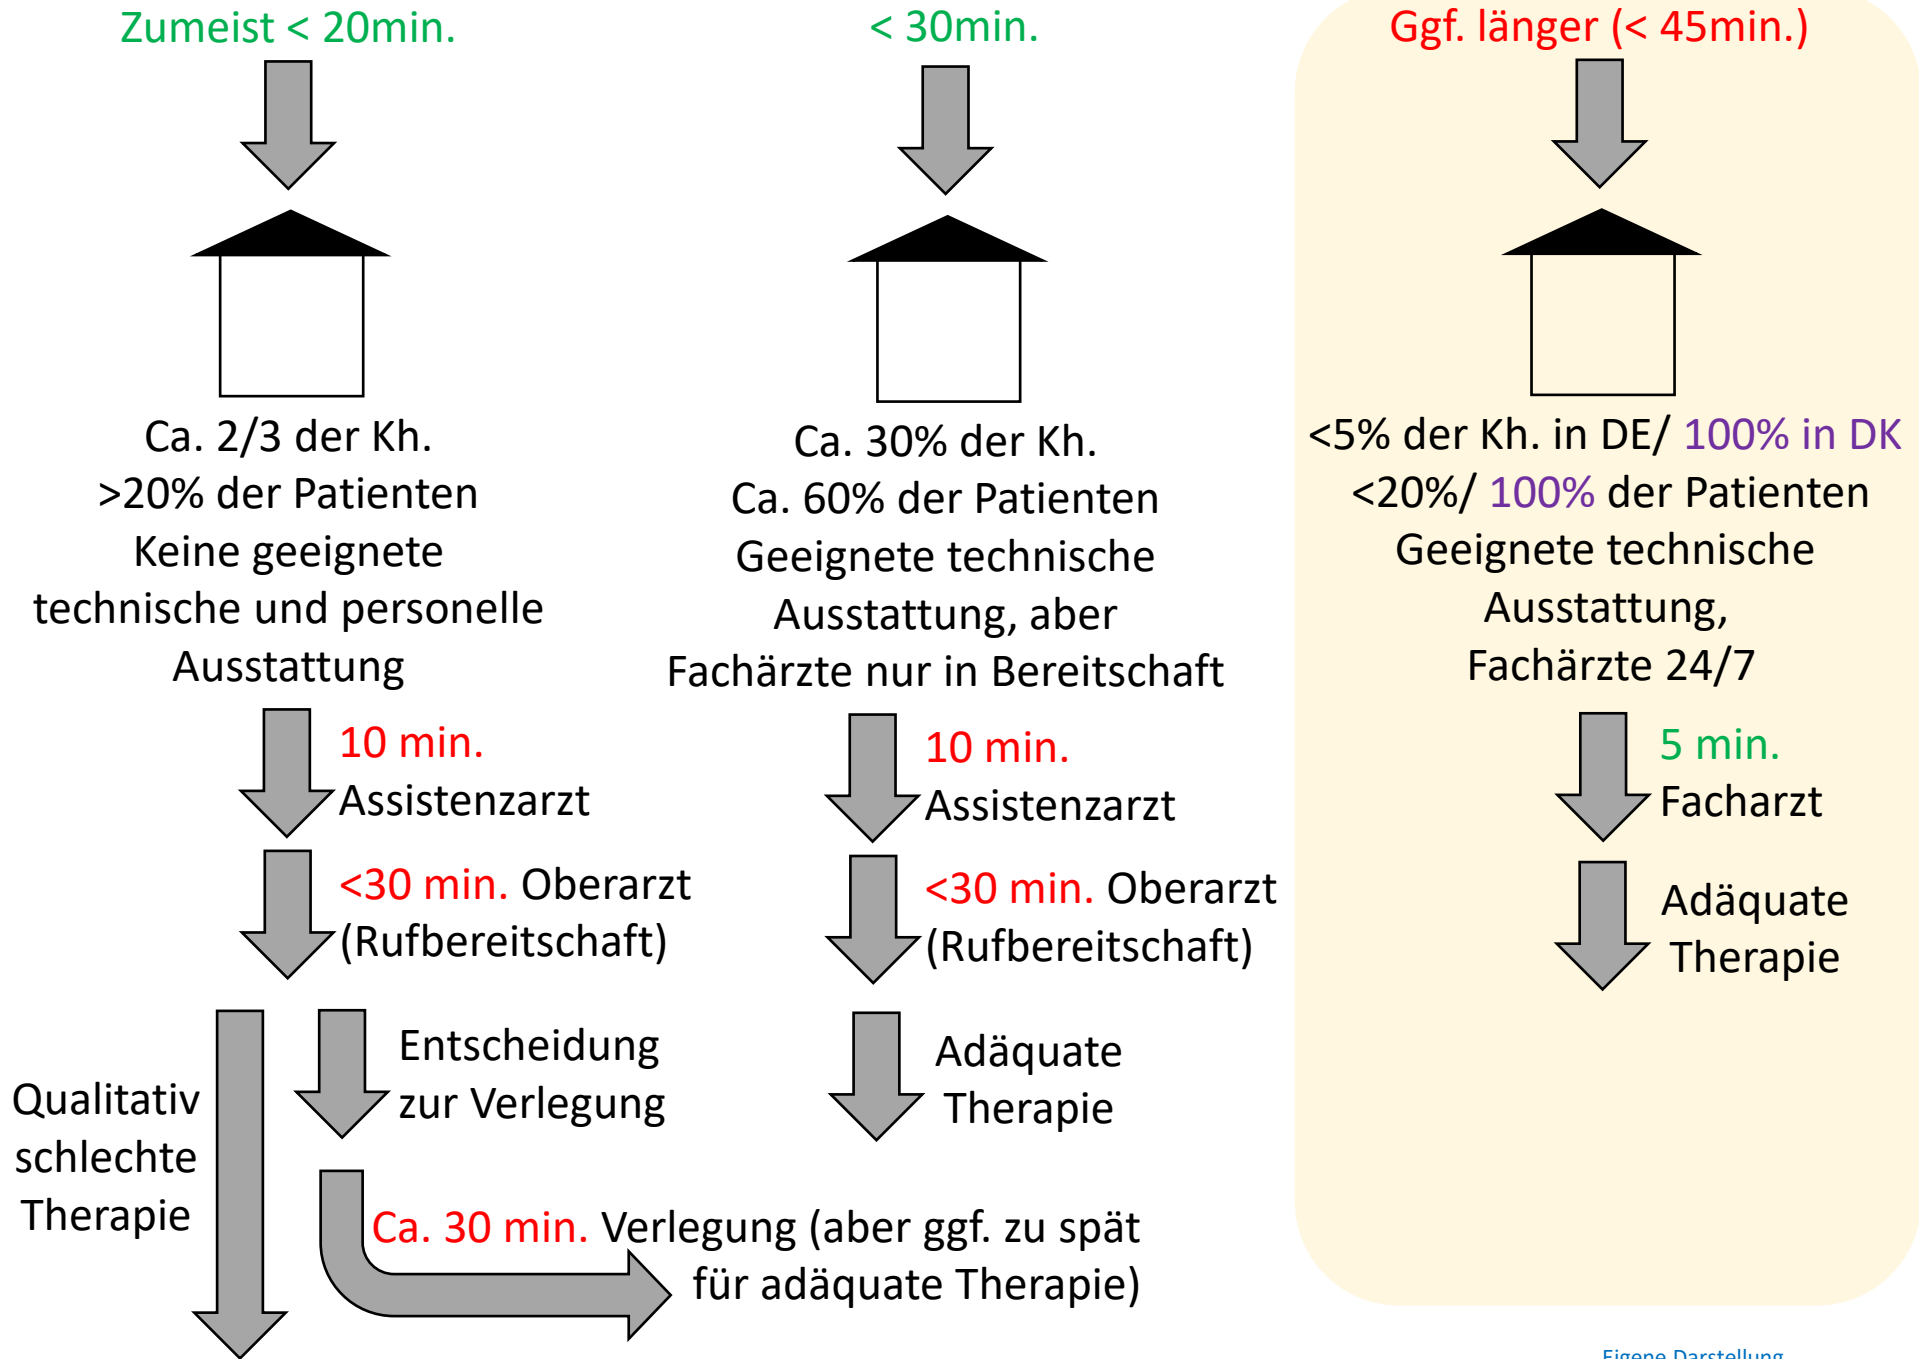 Zumeist < 20min.
Ca. 2/3 der Kh.
>20% der Patienten
Keine geeignete
technische und personelle
Ausstattung
10 min.
Assistenzarzt
<30 min. Oberarzt
(Rufbereitschaft)
Entscheidung
zur Verlegung
Qualitativ
schlechte
Therapie
Ca. 30 min. Verlegung (aber ggf. zu spät
für adäquate Therapie)
< 30min.
Ca. 30% der Kh.
Ca. 60% der Patienten
Geeignete technische
Ausstattung, aber
Fachärzte nur in Bereitschaft
10 min.
Assistenzarzt
<30 min. Oberarzt
(Rufbereitschaft)
Adäquate
Therapie
Ggf. länger (< 45min.)
<5% der Kh. in DE/ 100% in DK
<20%/ 100% der Patienten
Geeignete technische
Ausstattung,
Fachärzte 24/7
5 min.
Facharzt
Adäquate
Therapie
Eigene Darstellung